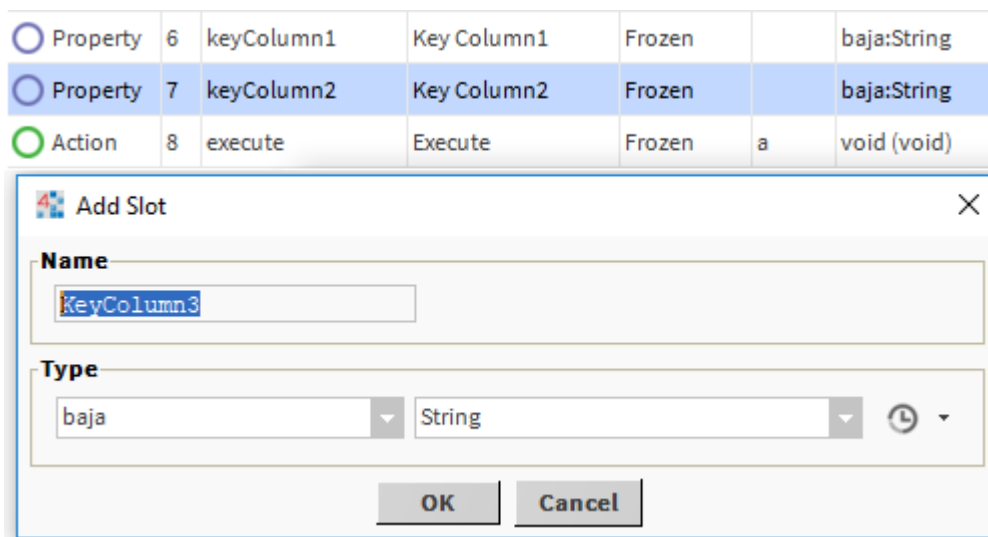 Property 6 keyColumn1 Key Column1 Frozen baja:String
Property 7 keyColumn2 Key Column2 Frozen baja:String
Action 8 execute Execute Frozen a void (void)
4 Add Slot
Name
KeyColumn3
Type
baja String
OK Cancel